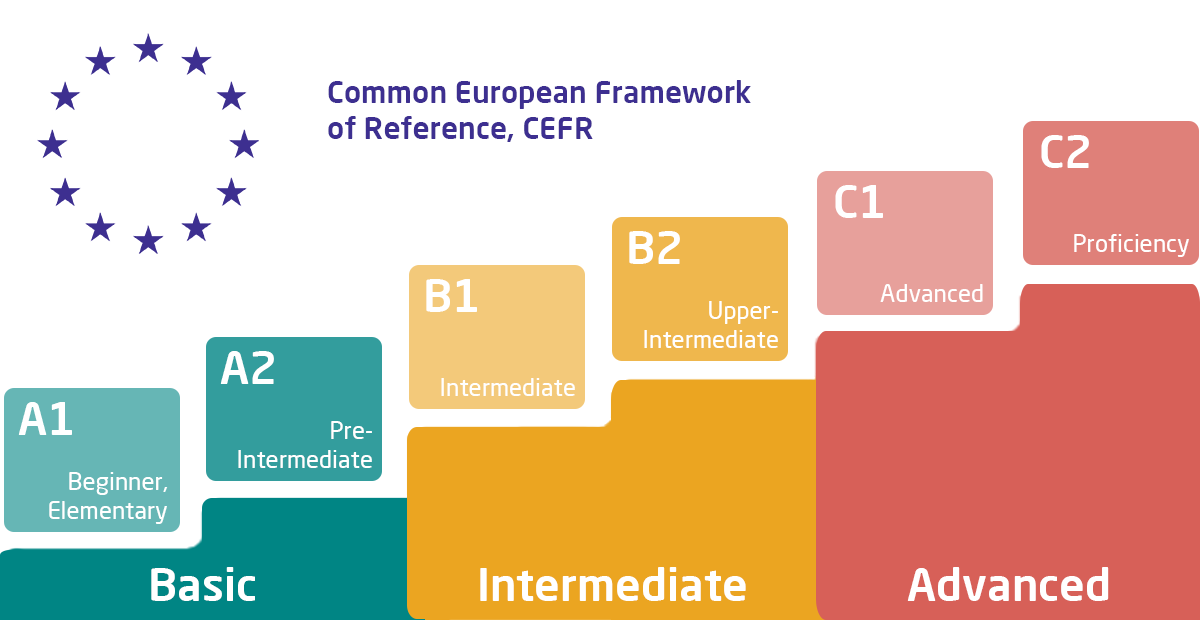 Common European Framework
of Reference, CEFR
A1
Beginner,
Elementary
A2
Pre-
Intermediate
B1
Intermediate
B2
Upper-
Intermediate
C1
Advanced
C2
Proficiency
Basic
Intermediate
Advanced